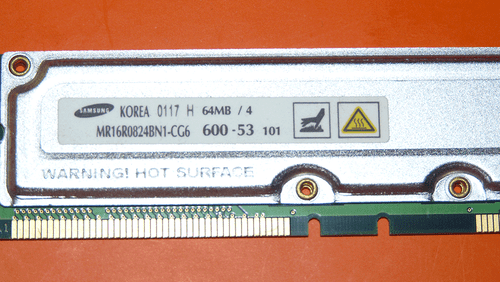 SAMSUNG KOREA 0117 H 64MB / 4
MR16R0824BN1-CG6 600 -53 101
WARNING! HOT SURFACE